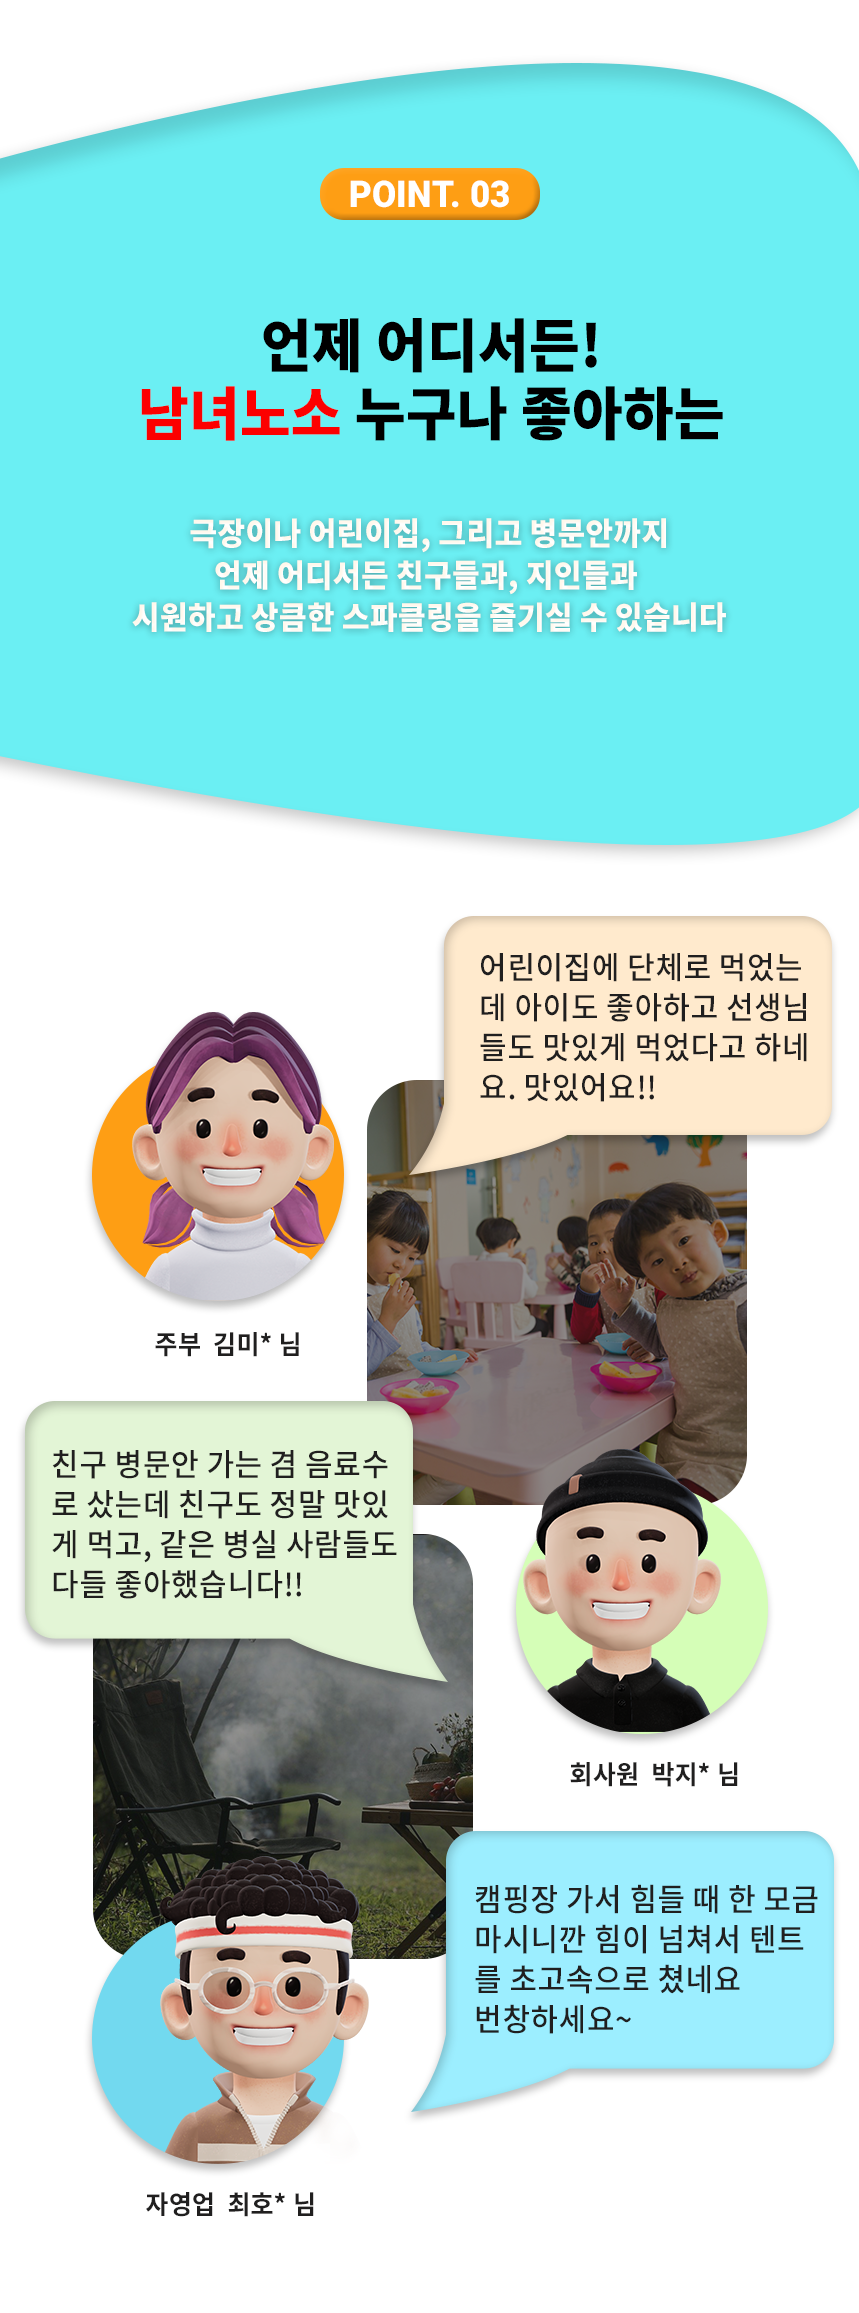 POINT. 03
언제 어디서든!
남녀노소 누구나 좋아하는
극장이나 어린이집, 그리고 병문안까지
언제 어디서든 친구들과, 지인들과
시원하고 상큼한 스파클링을 즐기실 수 있습니다
어린이집에 단체로 먹었는
데 아이도 좋아하고 선생님
들도 맛있게 먹었다고 하네
요. 맛있어요!!
주부 김미* 님
친구 병문안 가는 겸 음료수
로 샀는데 친구도 정말 맛있
게 먹고, 같은 병실 사람들도
다들 좋아했습니다!!
회사원 박지* 님
캠핑장 가서 힘들 때 한 모금
마시니깐 힘이 넘쳐서 텐트
를 초고속으로 쳤네요
번창하세요~
자영업 최호* 님